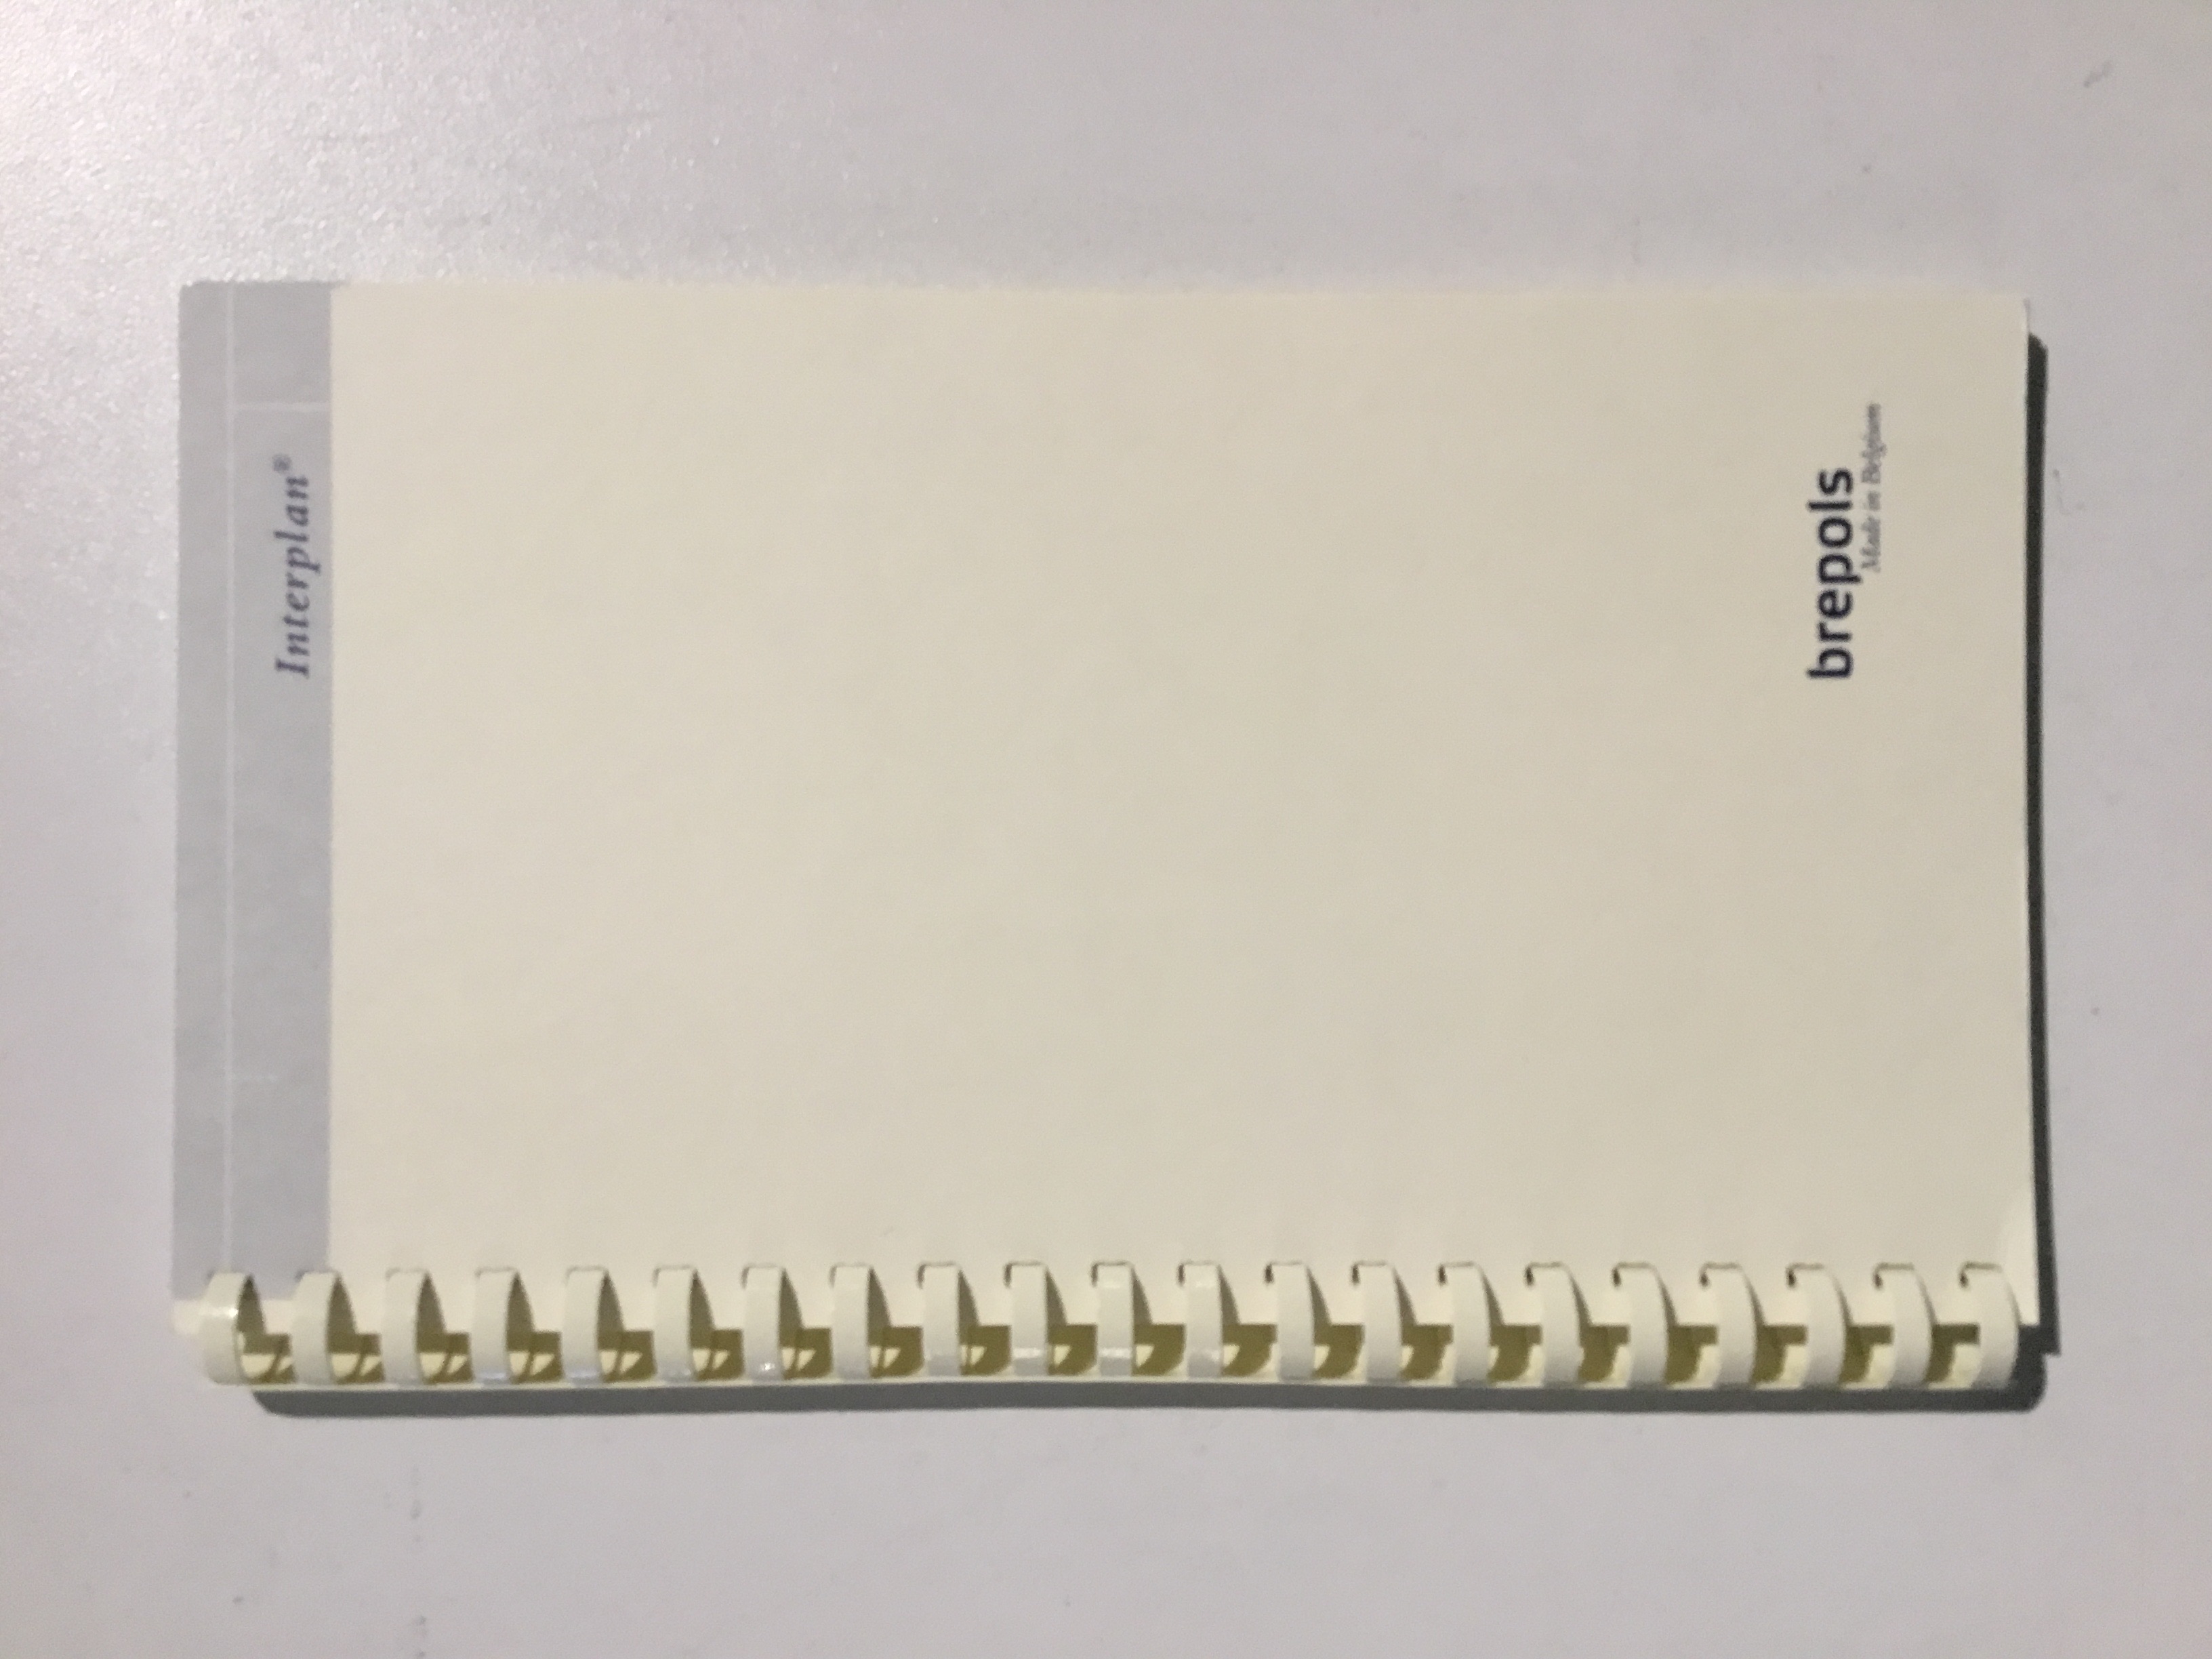 Interplan®
brepols
Made in Belgium